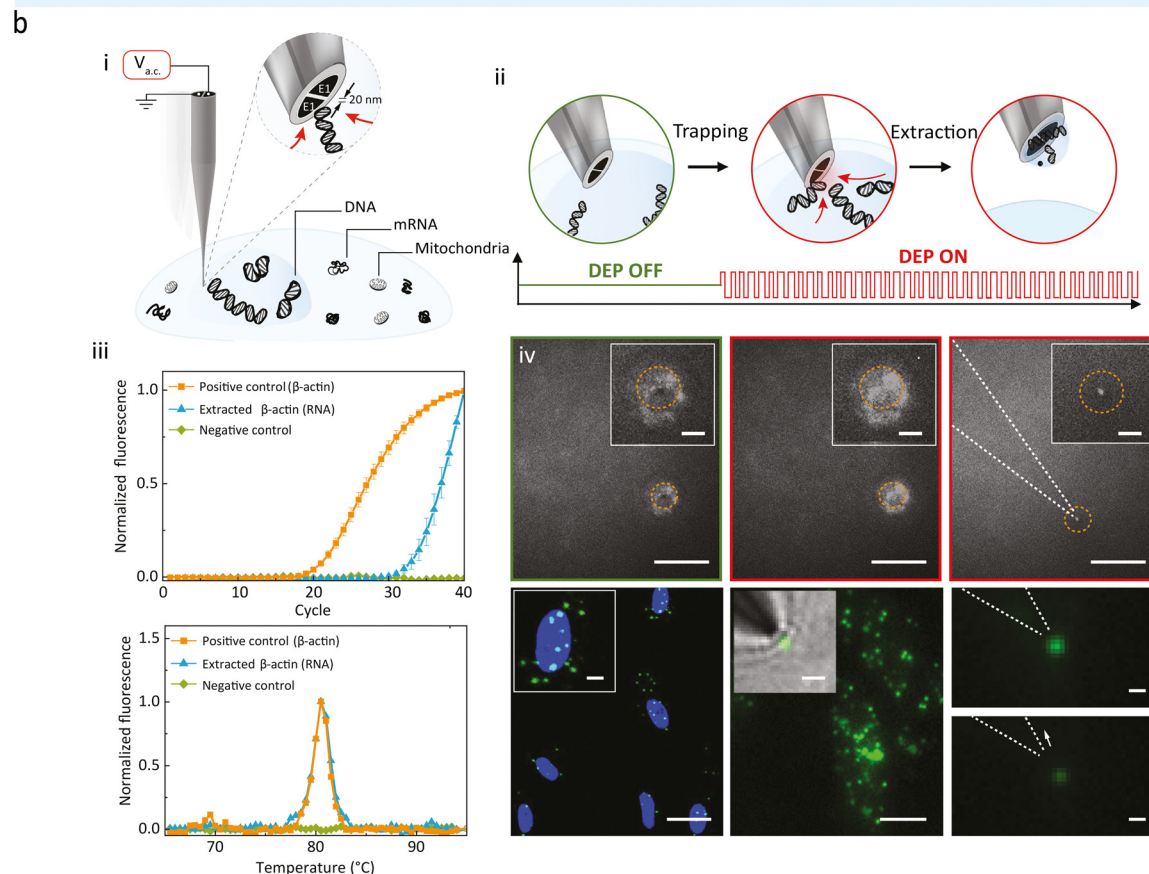 b
i
V a.c.
E1
E1
20 nm
DNA
mRNA
Mitochondria
ii
Trapping
Extraction
DEP OFF
DEP ON
iii
Normalized fluorescence
1.0
0.5
0.0
Positive control (β-actin)
Extracted β-actin (RNA)
Negative control
0 10 20 30 40
Cycle
Normalized fluorescence
1.5
1.0
0.5
0.0
Positive control (β-actin)
Extracted β-actin (RNA)
Negative control
70 80 90
Temperature (°C)
iv